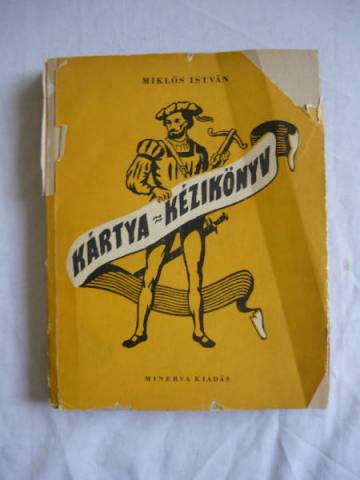 MIKLÓS ISTVÁN
KÁRTYA-KÉZIKÖNYV
MINERVA KIADÁS